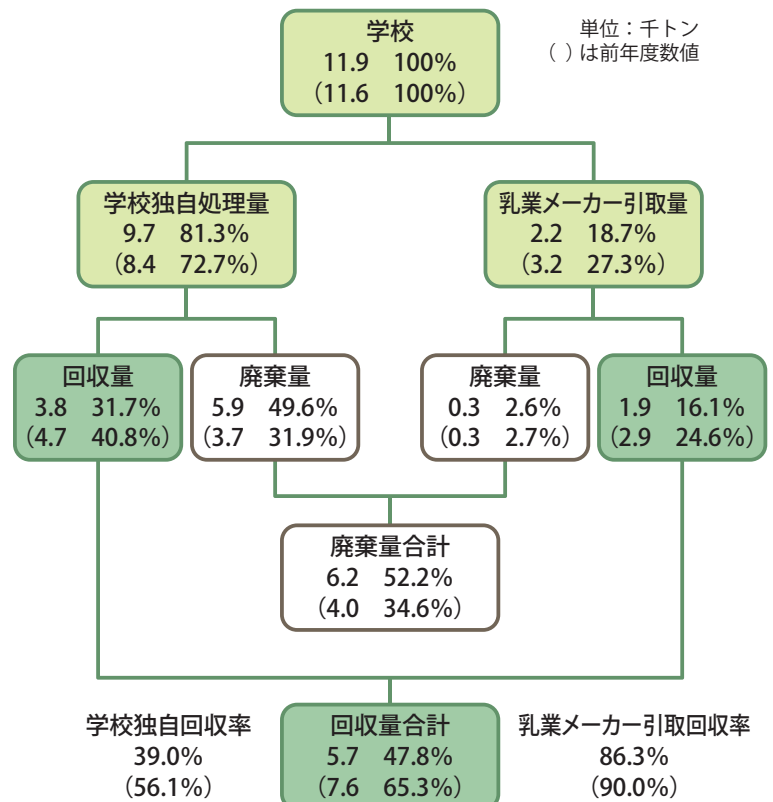 学校
11.9 100%
(11.6 100%)
単位：千トン
( ) は前年度数値
学校独自処理量
9.7 81.3%
(8.4 72.7%)
乳業メーカー引取量
2.2 18.7%
(3.2 27.3%)
回収量
3.8 31.7%
(4.7 40.8%)
廃棄量
5.9 49.6%
(3.7 31.9%)
廃棄量
0.3 2.6%
(0.3 2.7%)
回収量
1.9 16.1%
(2.9 24.6%)
廃棄量合計
6.2 52.2%
(4.0 34.6%)
学校独自回収率
39.0%
(56.1%)
回収量合計
5.7 47.8%
(7.6 65.3%)
乳業メーカー引取回収率
86.3%
(90.0%)